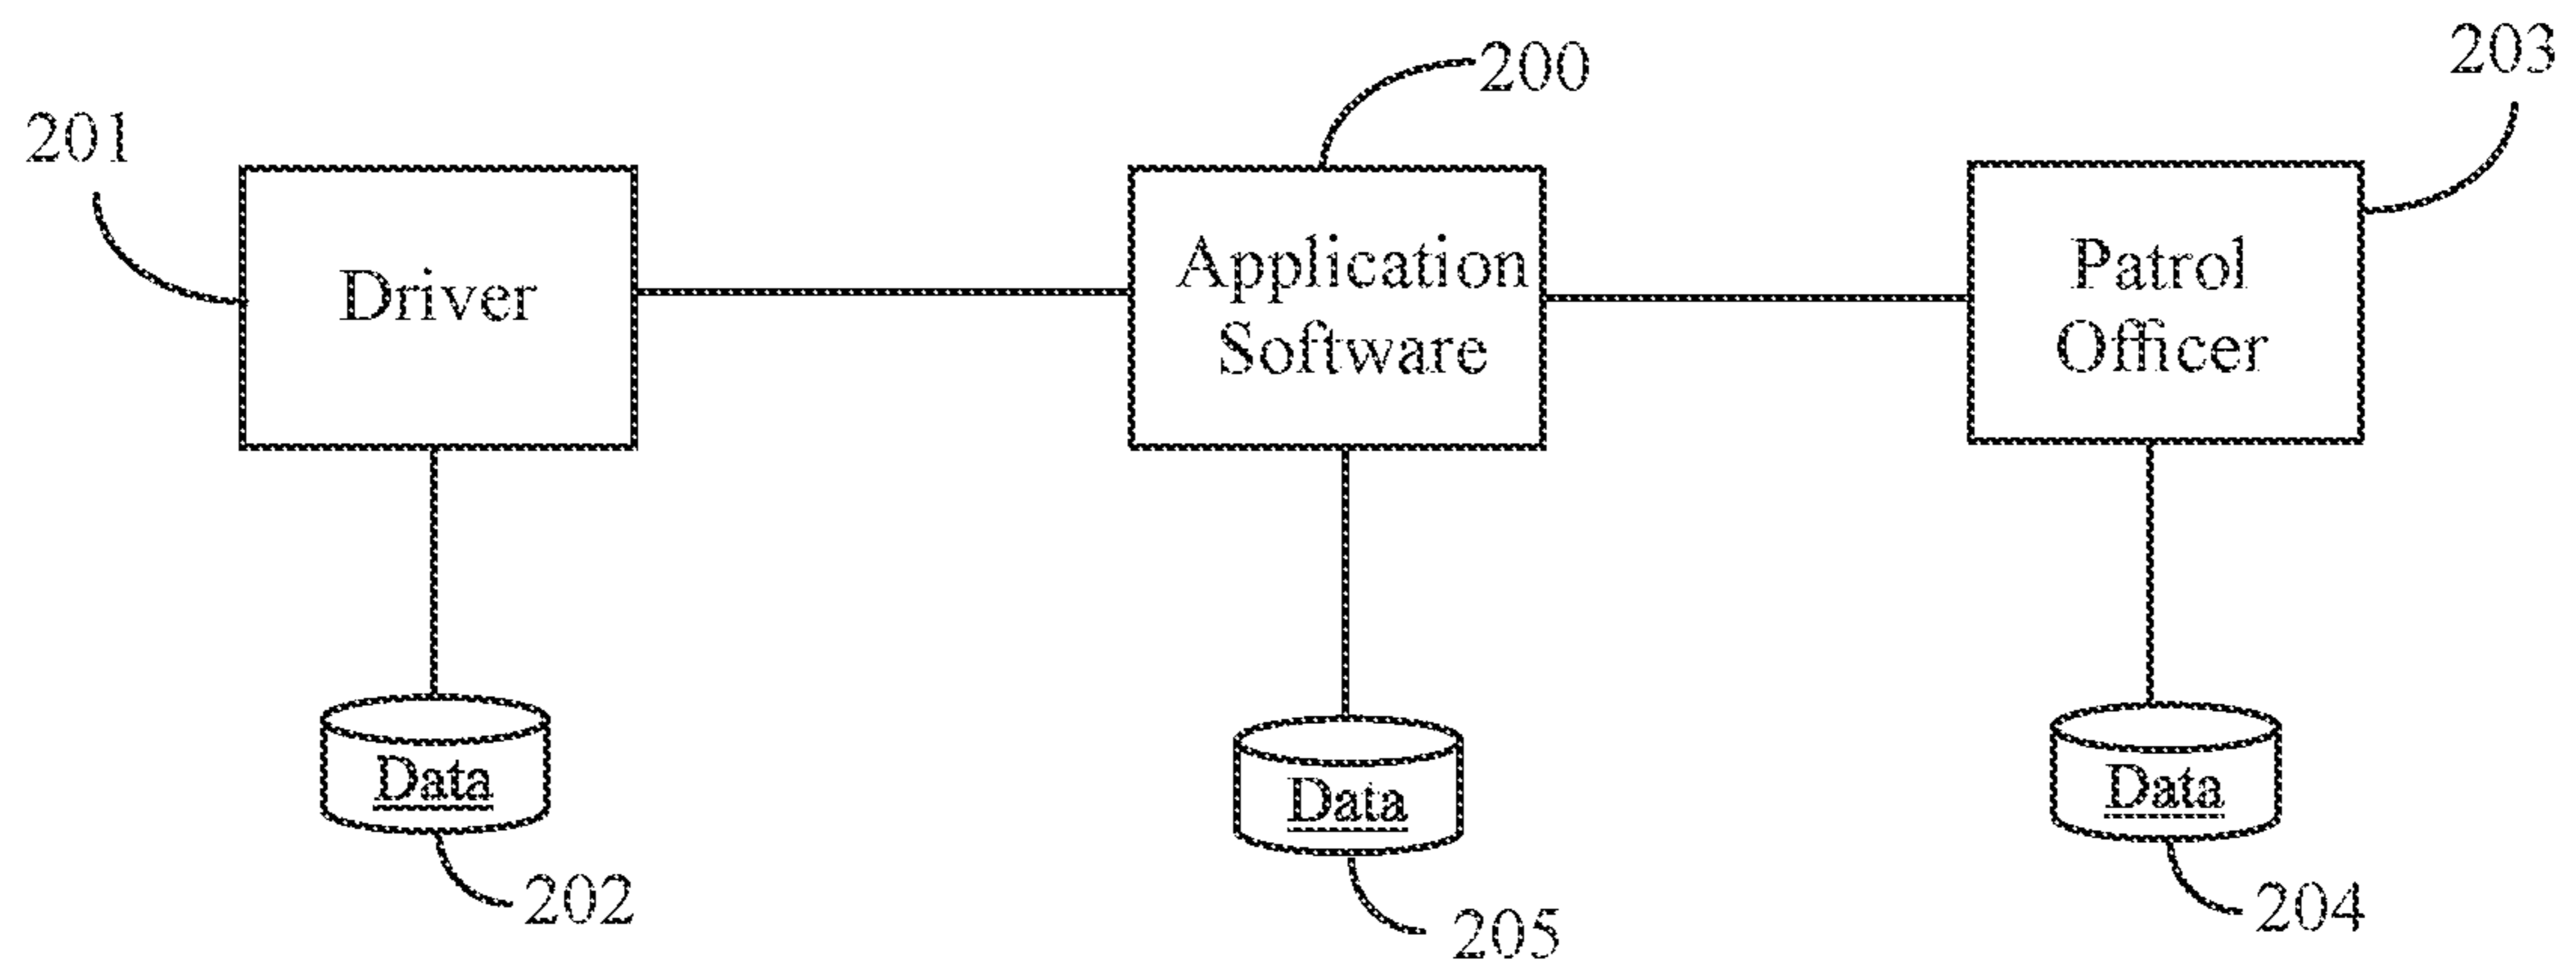 200
203
201
Driver
Application
Software
Patrol
Officer
Data
Data
Data
202
205
204